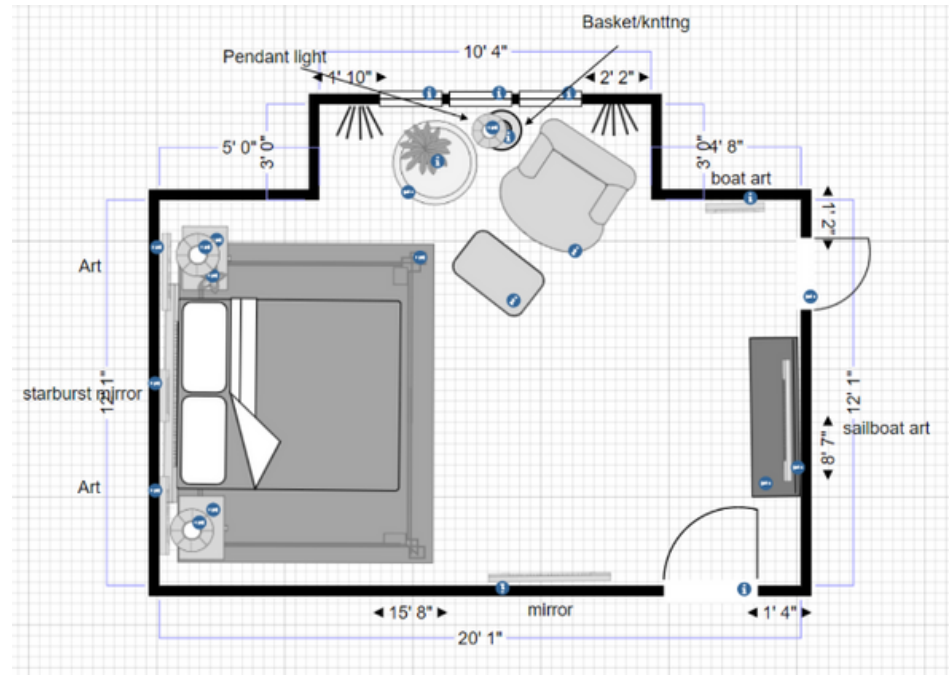 Basket/knttng
Pendant light
10' 4"
1' 10"
2' 2"
5' 0"
3' 0"
3' 0"
4' 8"
boat art
1' 2"
Art
starburst mirror
12' 1"
12' 1"
sailboat art
8' 7"
Art
15' 8"
mirror
1' 4"
20' 1"